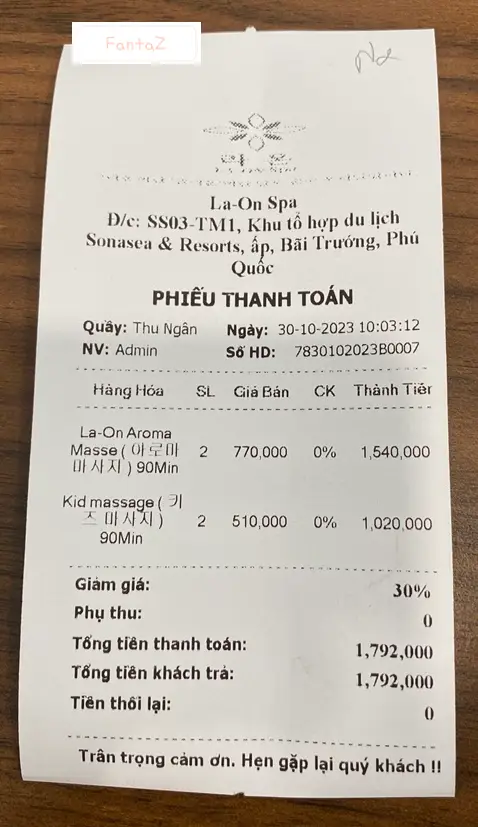 FantaZ
라 온
La-On Spa
Đ/c: SS03-TM1, Khu tổ hợp du lịch
Sonasea & Resorts, ấp, Bãi Trướng, Phú
Quốc
PHIẾU THANH TOÁN
Quầy: Thu Ngân Ngày: 30-10-2023 10:03:12
NV: Admin Số HD: 7830102023B0007
Hàng Hóa SL Giá Bán CK Thành Tiền
La-On Aroma
Masse ( 아로마 2 770,000 0% 1,540,000
마사지 ) 90Min
Kid massage ( 키
즈 마사지 ) 2 510,000 0% 1,020,000
90Min
Giảm giá: 30%
Phụ thu: 0
Tổng tiền thanh toán: 1,792,000
Tổng tiền khách trả: 1,792,000
Tiền thối lại: 0
Trân trọng cảm ơn. Hẹn gặp lại quý khách !!